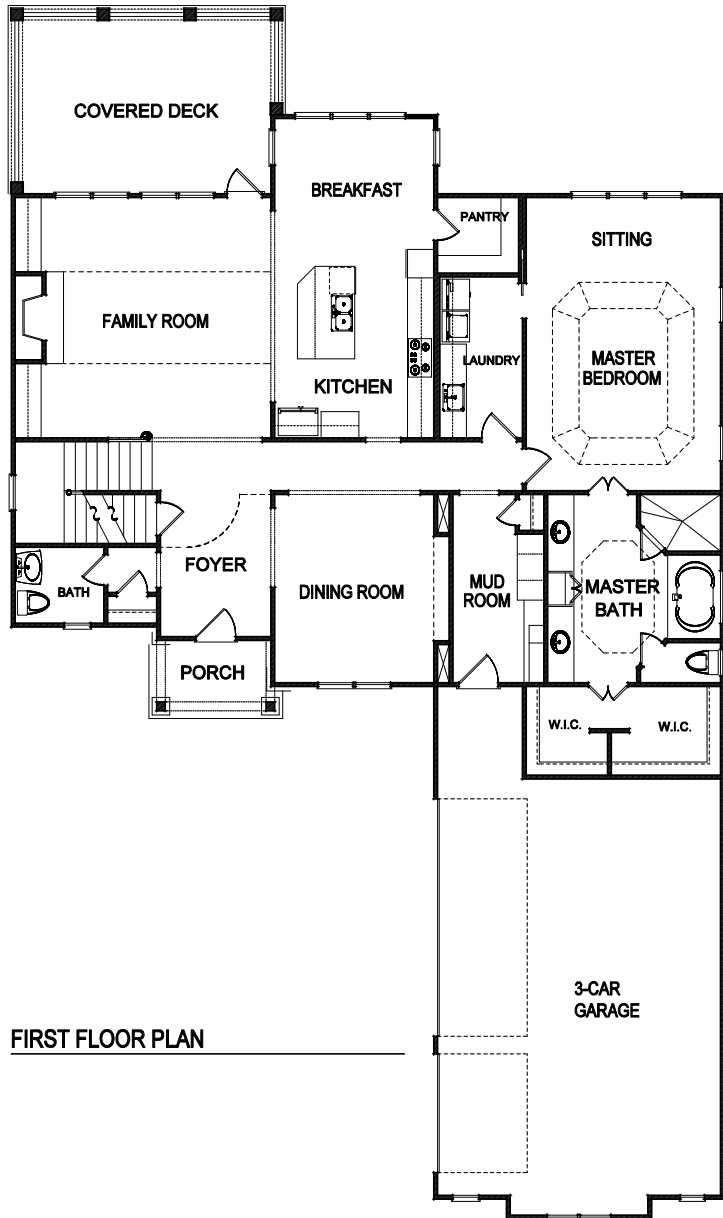 COVERED DECK
BREAKFAST
PANTRY
SITTING
FAMILY ROOM
LAUNDRY
MASTER
BEDROOM
KITCHEN
FOYER
BATH
DINING ROOM
MUD
ROOM
MASTER
BATH
PORCH
W.I.C.
W.I.C.
3-CAR
GARAGE
FIRST FLOOR PLAN